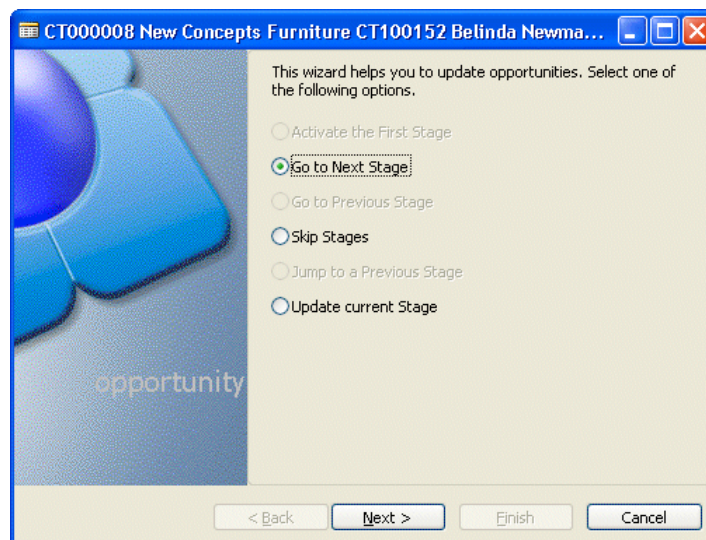 CT000008 New Concepts Furniture CT100152 Belinda Newma...
This wizard helps you to update opportunities. Select one of
the following options.
Activate the First Stage
Go to Next Stage
Go to Previous Stage
Skip Stages
Jump to a Previous Stage
Update current Stage
opportunity
< Back Next > Finish Cancel